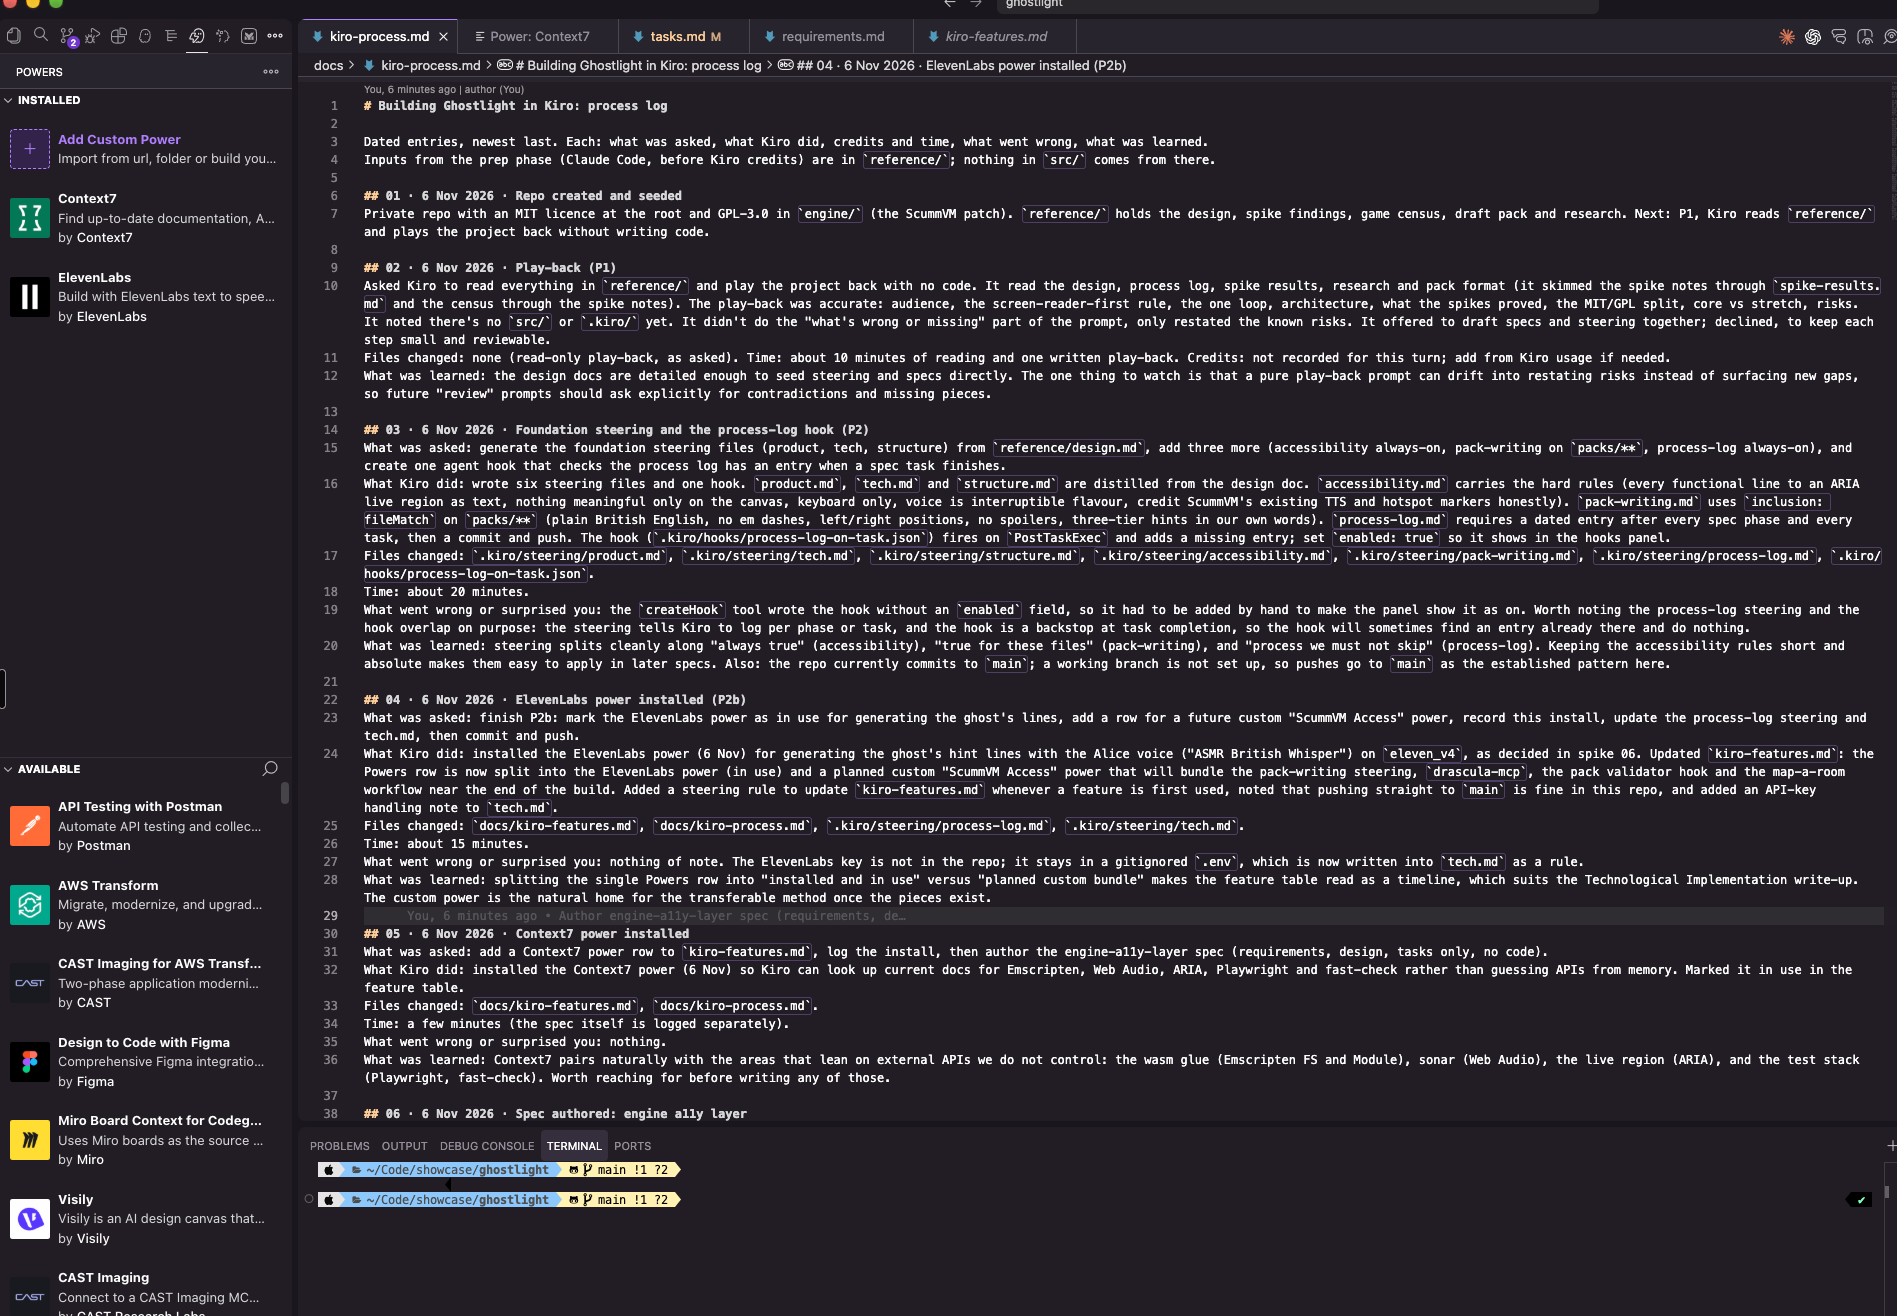 ghostlight
2
kiro-process.md
Power: Context7
tasks.md M
requirements.md
kiro-features.md
POWERS
docs > kiro-process.md > # Building Ghostlight in Kiro: process log > ## 04 · 6 Nov 2026 · ElevenLabs power installed (P2b)
INSTALLED
Add Custom Power
Import from url, folder or build you...
Context7
Find up-to-date documentation, A...
by Context7
ElevenLabs
Build with ElevenLabs text to spee...
by ElevenLabs
AVAILABLE
API Testing with Postman
Automate API testing and collec...
by Postman
AWS Transform
Migrate, modernize, and upgrad...
by AWS
CAST Imaging for AWS Transf...
Two-phase application moderni...
by CAST
Design to Code with Figma
Comprehensive Figma integratio...
by Figma
Miro Board Context for Codeg...
Uses Miro boards as the source ...
by Miro
Visily
Visily is an AI design canvas that...
by Visily
CAST Imaging
Connect to a CAST Imaging MC...
by CAST Research Labs
You, 6 minutes ago | author (You)
1 # Building Ghostlight in Kiro: process log
2
3 Dated entries, newest last. Each: what was asked, what Kiro did, credits and time, what went wrong, what was learned.
4 Inputs from the prep phase (Claude Code, before Kiro credits) are in `reference/`; nothing in `src/` comes from there.
5
6 ## 01 · 6 Nov 2026 · Repo created and seeded
7 Private repo with an MIT licence at the root and GPL-3.0 in `engine/` (the ScummVM patch). `reference/` holds the design, spike findings, game census, draft pack and research. Next: P1, Kiro reads `reference/`
and plays the project back without writing code.
8
9 ## 02 · 6 Nov 2026 · Play-back (P1)
10 Asked Kiro to read everything in `reference/` and play the project back with no code. It read the design, process log, spike results, research and pack format (it skimmed the spike notes through `spike-results.
md` and the census through the spike notes). The play-back was accurate: audience, the screen-reader-first rule, the one loop, architecture, what the spikes proved, the MIT/GPL split, core vs stretch, risks.
It noted there's no `src/` or `.kiro/` yet. It didn't do the "what's wrong or missing" part of the prompt, only restated the known risks. It offered to draft specs and steering together; declined, to keep each
step small and reviewable.
11 Files changed: none (read-only play-back, as asked). Time: about 10 minutes of reading and one written play-back. Credits: not recorded for this turn; add from Kiro usage if needed.
12 What was learned: the design docs are detailed enough to seed steering and specs directly. The one thing to watch is that a pure play-back prompt can drift into restating risks instead of surfacing new gaps,
so future "review" prompts should ask explicitly for contradictions and missing pieces.
13
14 ## 03 · 6 Nov 2026 · Foundation steering and the process-log hook (P2)
15 What was asked: generate the foundation steering files (product, tech, structure) from `reference/design.md`, add three more (accessibility always-on, pack-writing on `packs/**`, process-log always-on), and
create one agent hook that checks the process log has an entry when a spec task finishes.
16 What Kiro did: wrote six steering files and one hook. `product.md`, `tech.md` and `structure.md` are distilled from the design doc. `accessibility.md` carries the hard rules (every functional line to an ARIA
live region as text, nothing meaningful only on the canvas, keyboard only, voice is interruptible flavour, credit ScummVM's existing TTS and hotspot markers honestly). `pack-writing.md` uses `inclusion:
fileMatch` on `packs/**` (plain British English, no em dashes, left/right positions, no spoilers, three-tier hints in our own words). `process-log.md` requires a dated entry after every spec phase and every
task, then a commit and push. The hook (`.kiro/hooks/process-log-on-task.json`) fires on `PostTaskExec` and adds a missing entry; set `enabled: true` so it shows in the hooks panel.
17 Files changed: `.kiro/steering/product.md`, `.kiro/steering/tech.md`, `.kiro/steering/structure.md`, `.kiro/steering/accessibility.md`, `.kiro/steering/pack-writing.md`, `.kiro/steering/process-log.md`, `.kiro/
hooks/process-log-on-task.json`.
18 Time: about 20 minutes.
19 What went wrong or surprised you: the `createHook` tool wrote the hook without an `enabled` field, so it had to be added by hand to make the panel show it as on. Worth noting the process-log steering and the
hook overlap on purpose: the steering tells Kiro to log per phase or task, and the hook is a backstop at task completion, so the hook will sometimes find an entry already there and do nothing.
20 What was learned: steering splits cleanly along "always true" (accessibility), "true for these files" (pack-writing), and "process we must not skip" (process-log). Keeping the accessibility rules short and
absolute makes them easy to apply in later specs. Also: the repo currently commits to `main`; a working branch is not set up, so pushes go to `main` as the established pattern here.
21
22 ## 04 · 6 Nov 2026 · ElevenLabs power installed (P2b)
23 What was asked: finish P2b: mark the ElevenLabs power as in use for generating the ghost's lines, add a row for a future custom "ScummVM Access" power, record this install, update the process-log steering and
tech.md, then commit and push.
24 What Kiro did: installed the ElevenLabs power (6 Nov) for generating the ghost's hint lines with the Alice voice ("ASMR British Whisper") on `eleven_v4`, as decided in spike 06. Updated `kiro-features.md`: the
Powers row is now split into the ElevenLabs power (in use) and a planned custom "ScummVM Access" power that will bundle the pack-writing steering, `drascula-mcp`, the pack validator hook and the map-a-room
workflow near the end of the build. Added a steering rule to update `kiro-features.md` whenever a feature is first used, noted that pushing straight to `main` is fine in this repo, and added an API-key
handling note to `tech.md`.
25 Files changed: `docs/kiro-features.md`, `docs/kiro-process.md`, `.kiro/steering/process-log.md`, `.kiro/steering/tech.md`.
26 Time: about 15 minutes.
27 What went wrong or surprised you: nothing of note. The ElevenLabs key is not in the repo; it stays in a gitignored `.env`, which is now written into `tech.md` as a rule.
28 What was learned: splitting the single Powers row into "installed and in use" versus "planned custom bundle" makes the feature table read as a timeline, which suits the Technological Implementation write-up.
The custom power is the natural home for the transferable method once the pieces exist.
29 You, 6 minutes ago • Author engine-a11y-layer spec (requirements, de…
30 ## 05 · 6 Nov 2026 · Context7 power installed
31 What was asked: add a Context7 power row to `kiro-features.md`, log the install, then author the engine-a11y-layer spec (requirements, design, tasks only, no code).
32 What Kiro did: installed the Context7 power (6 Nov) so Kiro can look up current docs for Emscripten, Web Audio, ARIA, Playwright and fast-check rather than guessing APIs from memory. Marked it in use in the
feature table.
33 Files changed: `docs/kiro-features.md`, `docs/kiro-process.md`.
34 Time: a few minutes (the spec itself is logged separately).
35 What went wrong or surprised you: nothing.
36 What was learned: Context7 pairs naturally with the areas that lean on external APIs we do not control: the wasm glue (Emscripten FS and Module), sonar (Web Audio), the live region (ARIA), and the test stack
(Playwright, fast-check). Worth reaching for before writing any of those.
37
38 ## 06 · 6 Nov 2026 · Spec authored: engine a11y layer
PROBLEMS OUTPUT DEBUG CONSOLE TERMINAL PORTS
~/Code/showcase/ghostlight main !1 ?2
~/Code/showcase/ghostlight main !1 ?2